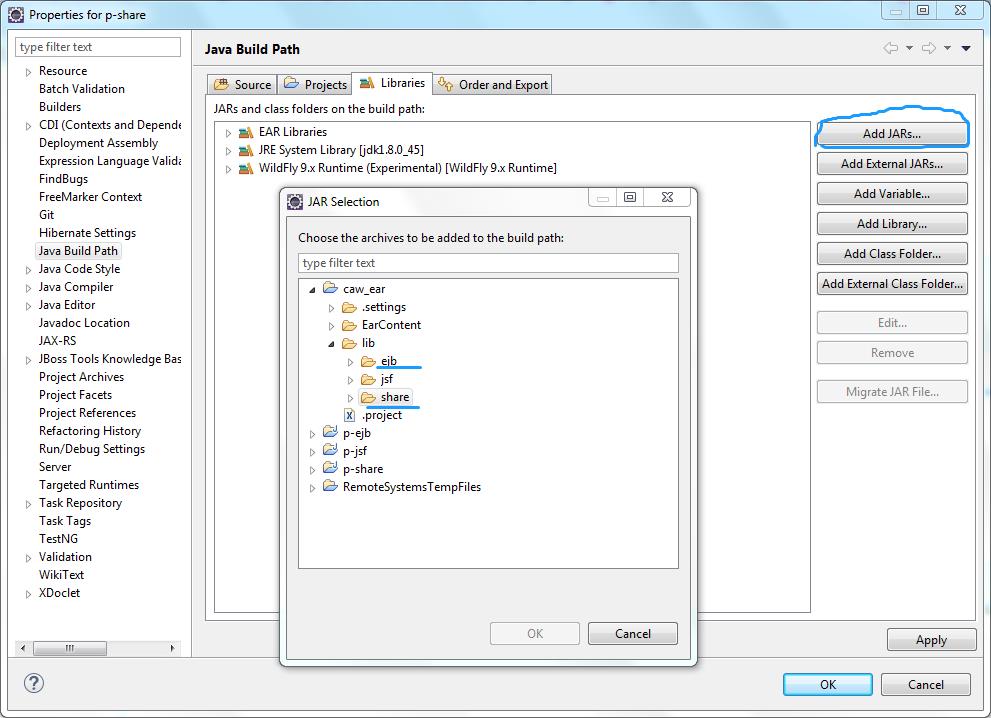 Properties for p-share
type filter text
Java Build Path
Resource
Batch Validation
Builders
CDI (Contexts and Depende
Deployment Assembly
Expression Language Valida
FindBugs
FreeMarker Context
Git
Hibernate Settings
Java Build Path
Java Code Style
Java Compiler
Java Editor
Javadoc Location
JAX-RS
JBoss Tools Knowledge Bas
Project Archives
Project Facets
Project References
Refactoring History
Run/Debug Settings
Server
Targeted Runtimes
Task Repository
Task Tags
TestNG
Validation
WikiText
XDoclet
Source Projects Libraries Order and Export
JARs and class folders on the build path:
EAR Libraries
JRE System Library [jdk1.8.0_45]
WildFly 9.x Runtime (Experimental) [WildFly 9.x Runtime]
Add JARs...
Add External JARs...
Add Variable...
Add Library...
Add Class Folder...
Add External Class Folder...
Edit...
Remove
Migrate JAR File...
JAR Selection
Choose the archives to be added to the build path:
type filter text
caw_ear
.settings
EarContent
lib
ejb
jsf
share
.project
p-ejb
p-jsf
p-share
RemoteSystemsTempFiles
OK Cancel
Apply
OK Cancel